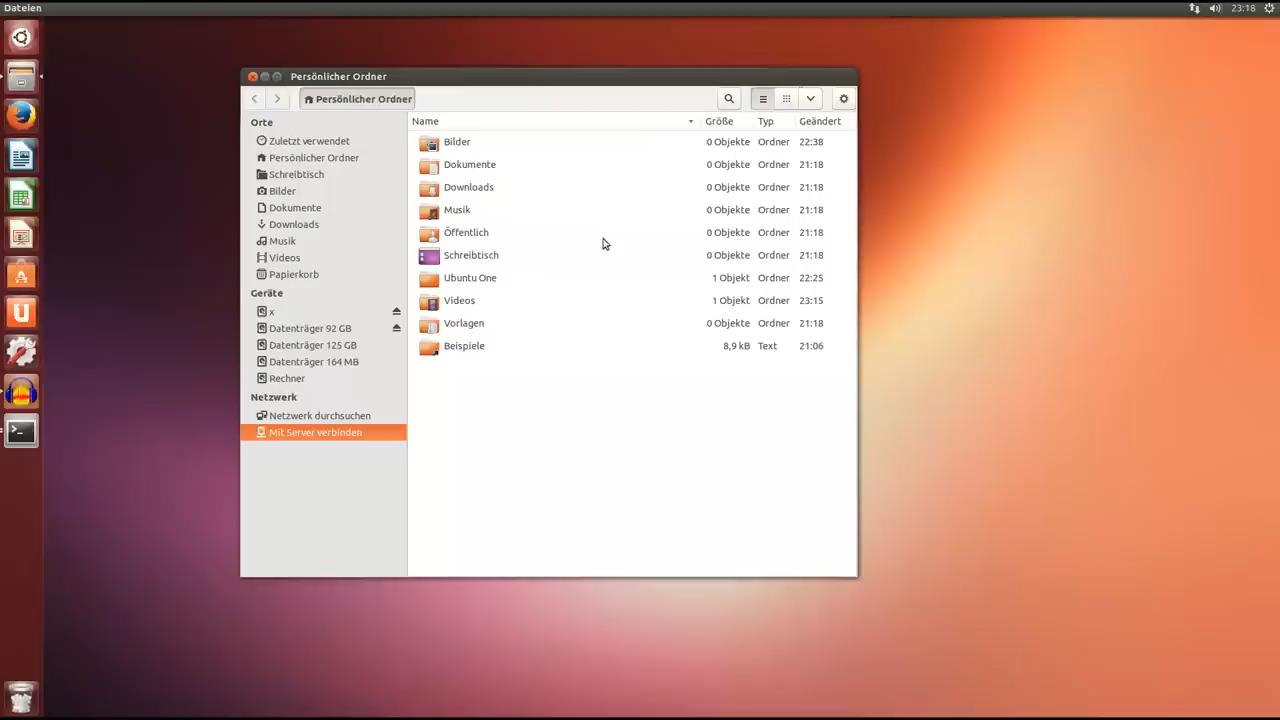 Dateien 23:18
Persönlicher Ordner
Persönlicher Ordner
Orte
Zuletzt verwendet
Persönlicher Ordner
Schreibtisch
Bilder
Dokumente
Downloads
Musik
Videos
Papierkorb
Geräte
x
Datenträger 92 GB
Datenträger 125 GB
Datenträger 164 MB
Rechner
Netzwerk
Netzwerk durchsuchen
Mit Server verbinden
Name Größe Typ Geändert
Bilder 0 Objekte Ordner 22:38
Dokumente 0 Objekte Ordner 21:18
Downloads 0 Objekte Ordner 21:18
Musik 0 Objekte Ordner 21:18
Öffentlich 0 Objekte Ordner 21:18
Schreibtisch 0 Objekte Ordner 21:18
Ubuntu One 1 Objekt Ordner 22:25
Videos 1 Objekt Ordner 23:15
Vorlagen 0 Objekte Ordner 21:18
Beispiele 8,9 kB Text 21:06